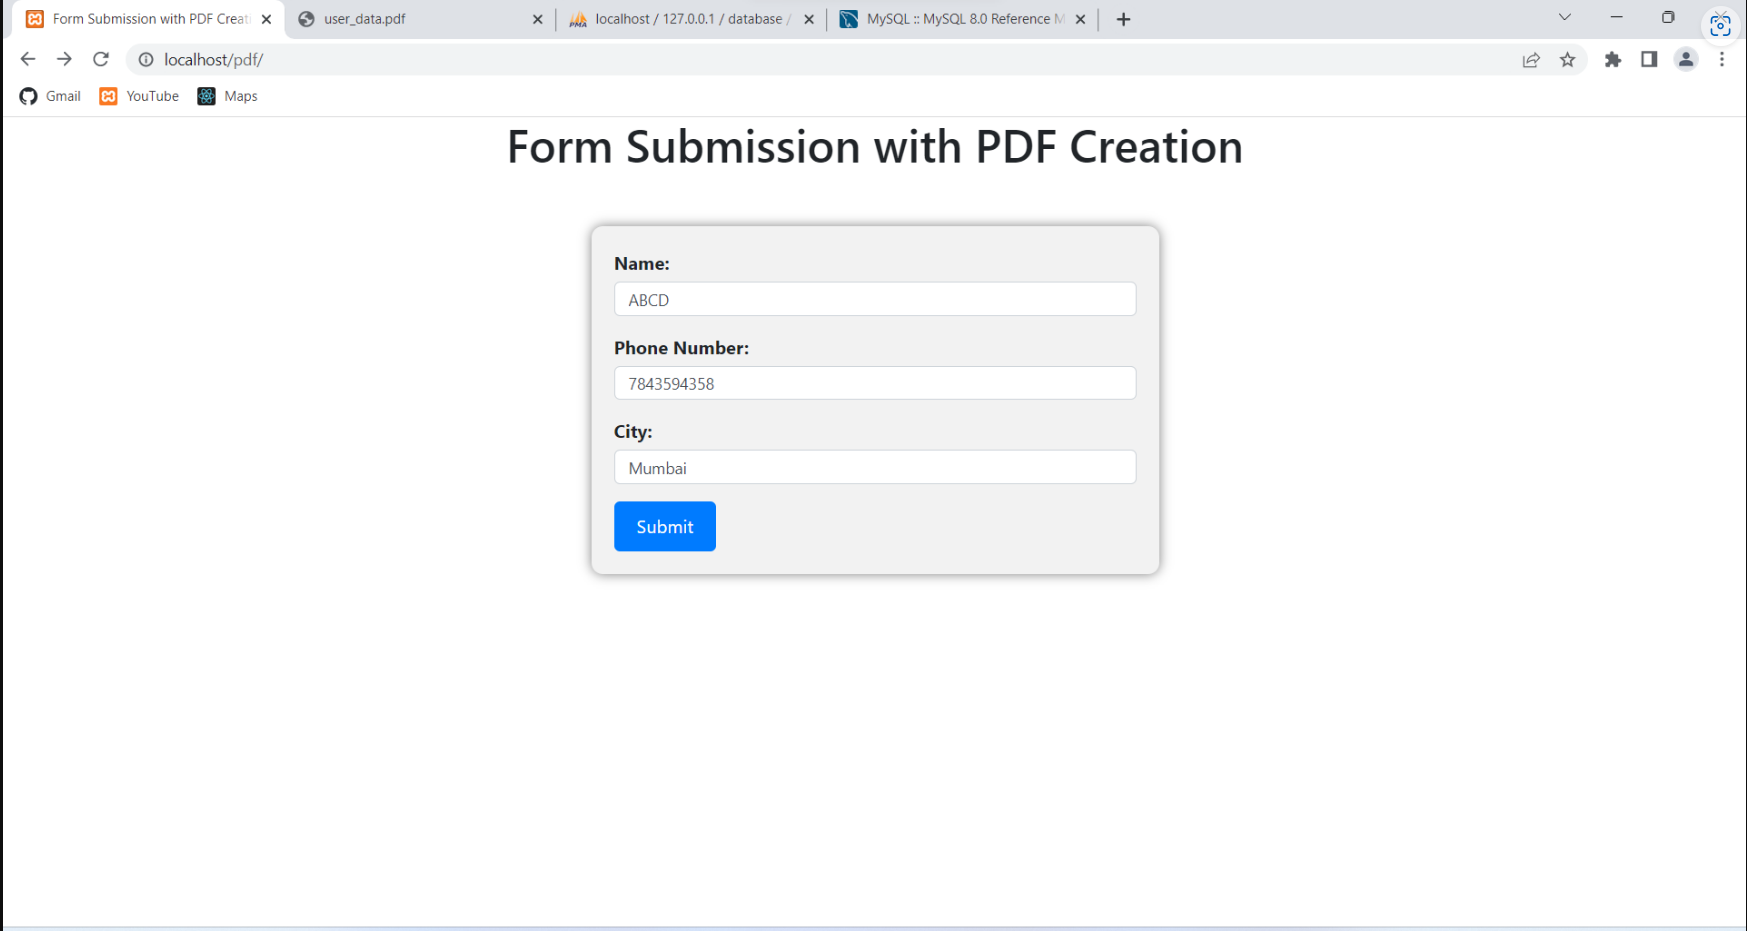 Form Submission with PDF Creati
user_data.pdf
localhost / 127.0.0.1 / database /
MySQL :: MySQL 8.0 Reference M
localhost/pdf/
Gmail
YouTube
Maps
Form Submission with PDF Creation
Name:
ABCD
Phone Number:
7843594358
City:
Mumbai
Submit